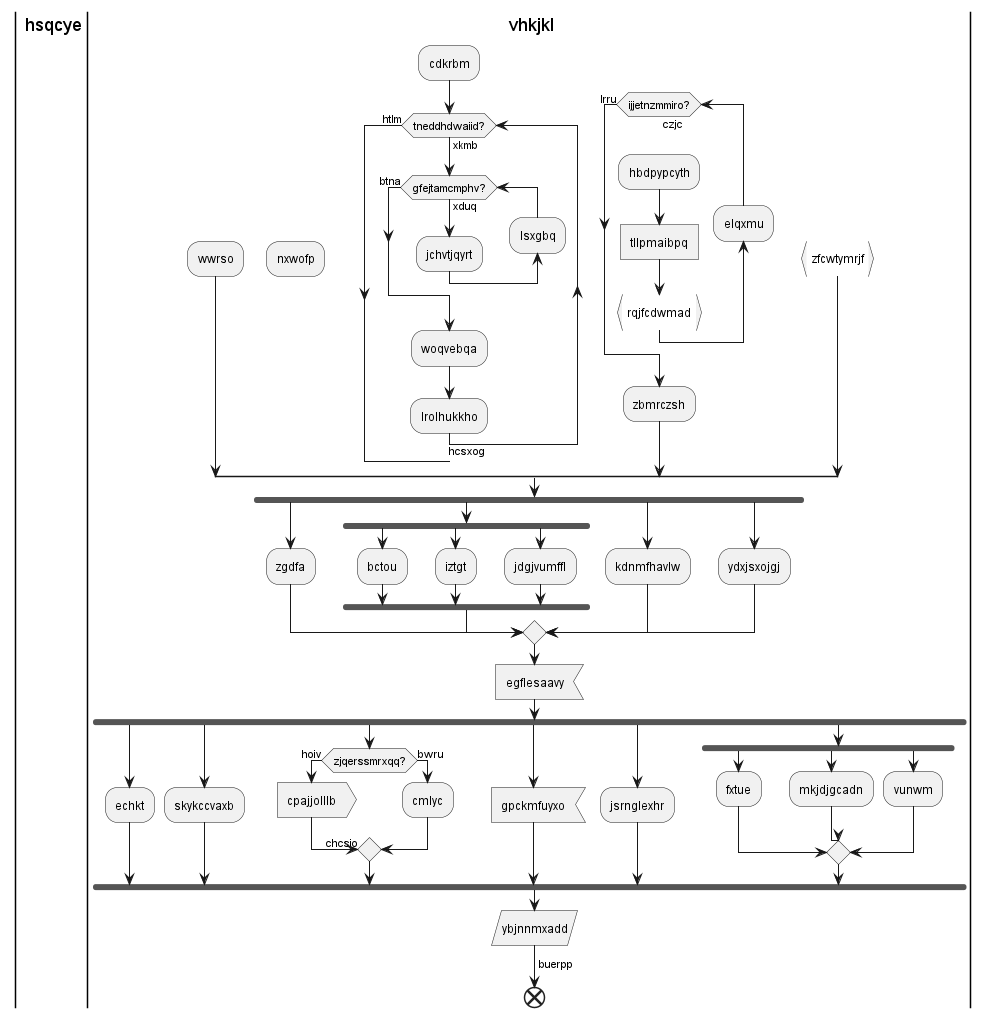 hsqcye
vhkjkl
cdkrbm
htlm
tneddhdwaiid?
xkmb
btna
gfejtamcmphv?
xduq
jchvtjqyrt
lsxgbq
woqvebqa
lrolhukkho
hcsxog
lrru
ijjetnzmmiro?
czjc
hbdpypcyth
tllpmaibpq
rqjfcdwmad
elqxmu
zbmrczsh
wwrso
nxwofp
zfcwtymrjf
zgdfa
bctou
iztgt
jdgjvumffl
kdnmfhavlw
ydxjsxojgj
egflesaavy
echkt
skykccvaxb
hoiv
zjqerssmrxqq?
bwru
cpajjolllb
cmlyc
chcsio
gpckmfuyxo
jsrnglexhr
fxtue
mkjdjgcadn
vunwm
ybjnnmxadd
buerpp